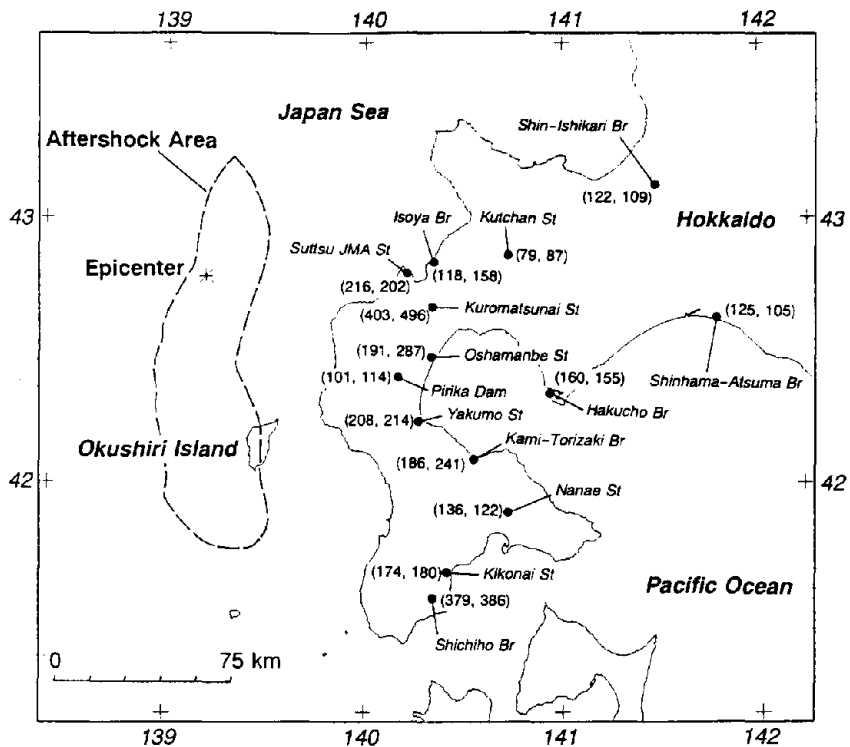 139 140 141 142
Japan Sea
Shin-Ishikari Br
Aftershock Area
(122, 109)
43
Isoya Br
Kutchan St
Hokkaido
43
Suttsu JMA St
(79, 87)
Epicenter
(118, 158)
(216, 202)
(403, 496)
Kuromatsunai St
(125, 105)
(191, 287)
Oshamanbe St
(101, 114)
Pirika Dam
(160, 155)
Shinhama-Atsuma Br
Hakucho Br
(208, 214)
Yakumo St
Okushiri Island
Kami-Torizaki Br
(186, 241)
42
42
Nanae St
(136, 122)
(174, 180)
Kikonai St
Pacific Ocean
(379, 386)
Shichiho Br
0 75 km
139 140 141 142